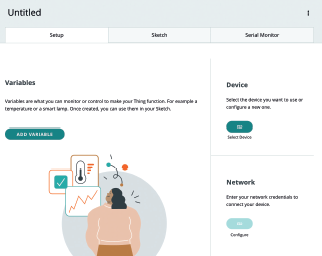 Untitled
Setup
Sketch
Serial Monitor
Variables
Variables are what you can monitor or control to make your Thing function. For example a
temperature or a smart lamp. Once created, you can use them in your Sketch.
ADD VARIABLE
Device
Select the device you want to use or
configure a new one.
Select Device
Network
Enter your network credentials to
connect your device.
Configure